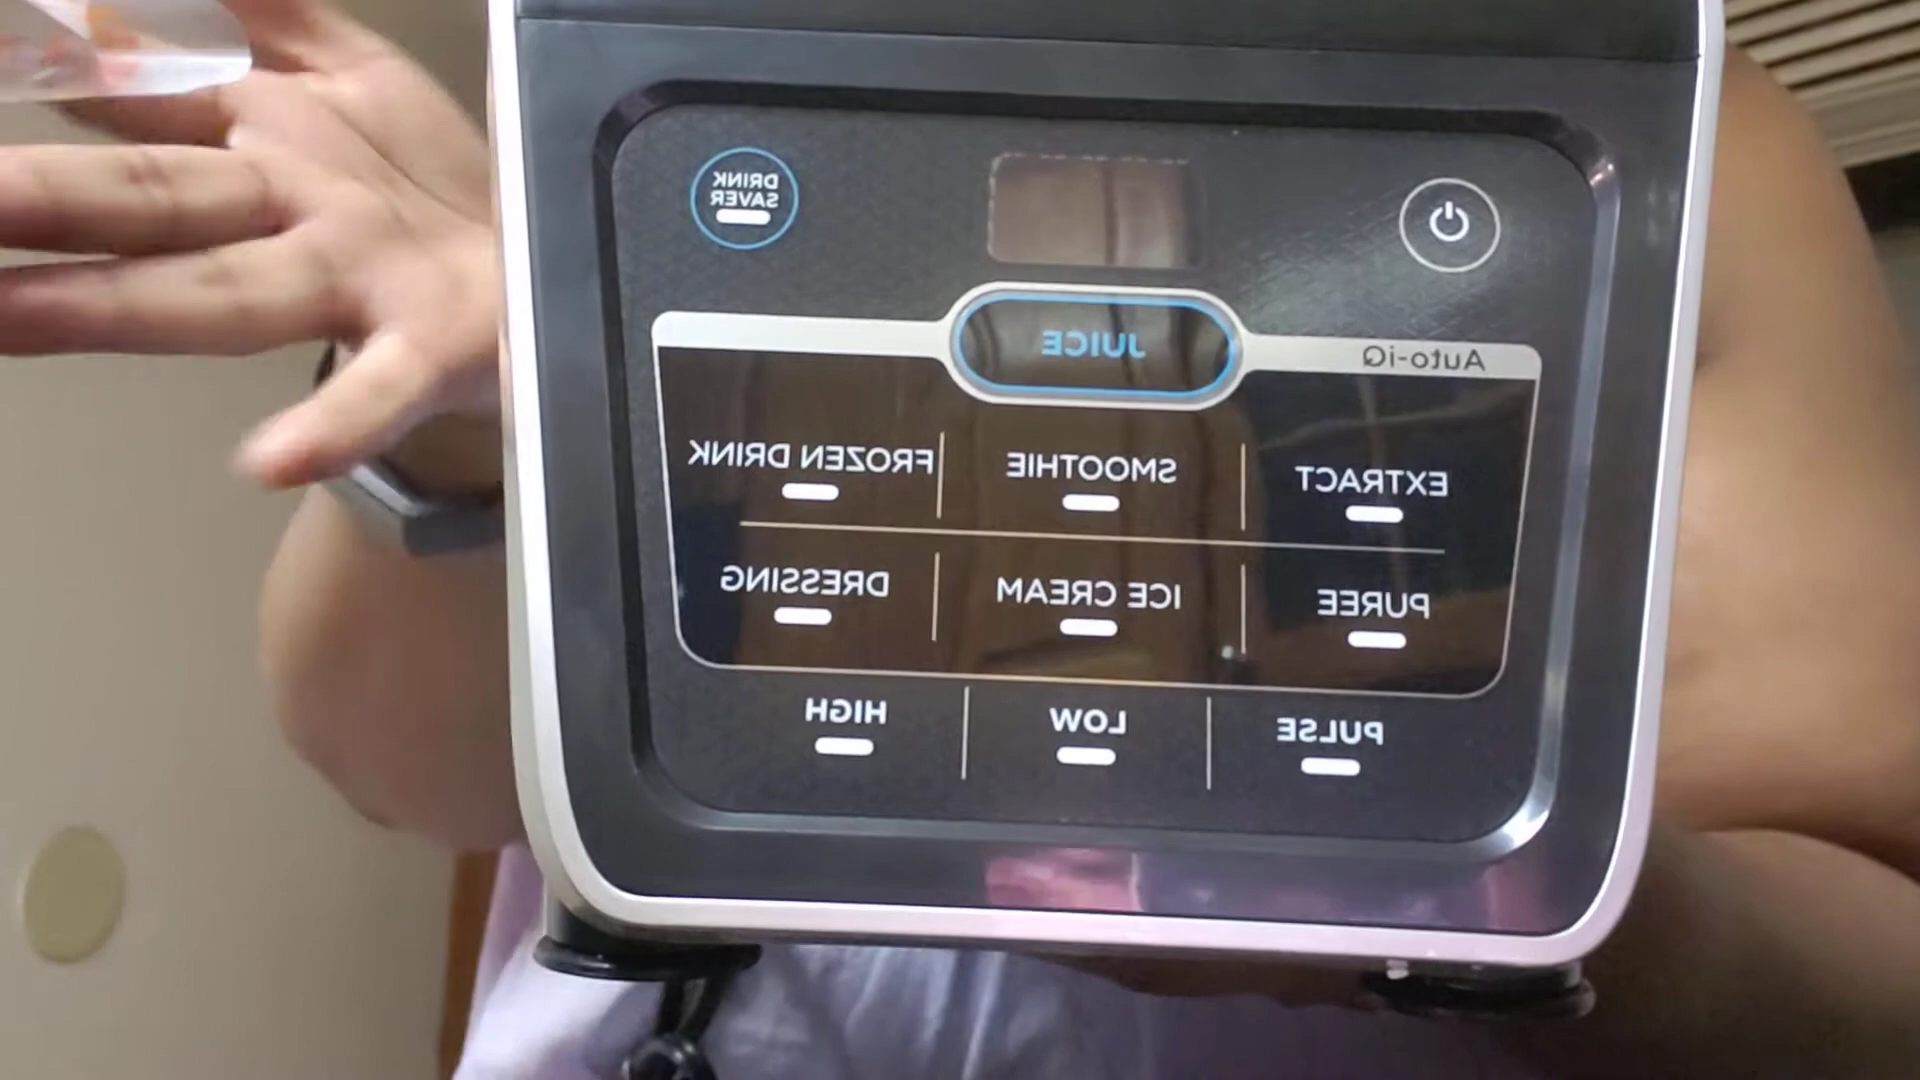 DRINK
SAVER
JUICE
Auto-iQ
EXTRACT
SMOOTHIE
FROZEN DRINK
PUREE
ICE CREAM
DRESSING
PULSE
LOW
HIGH